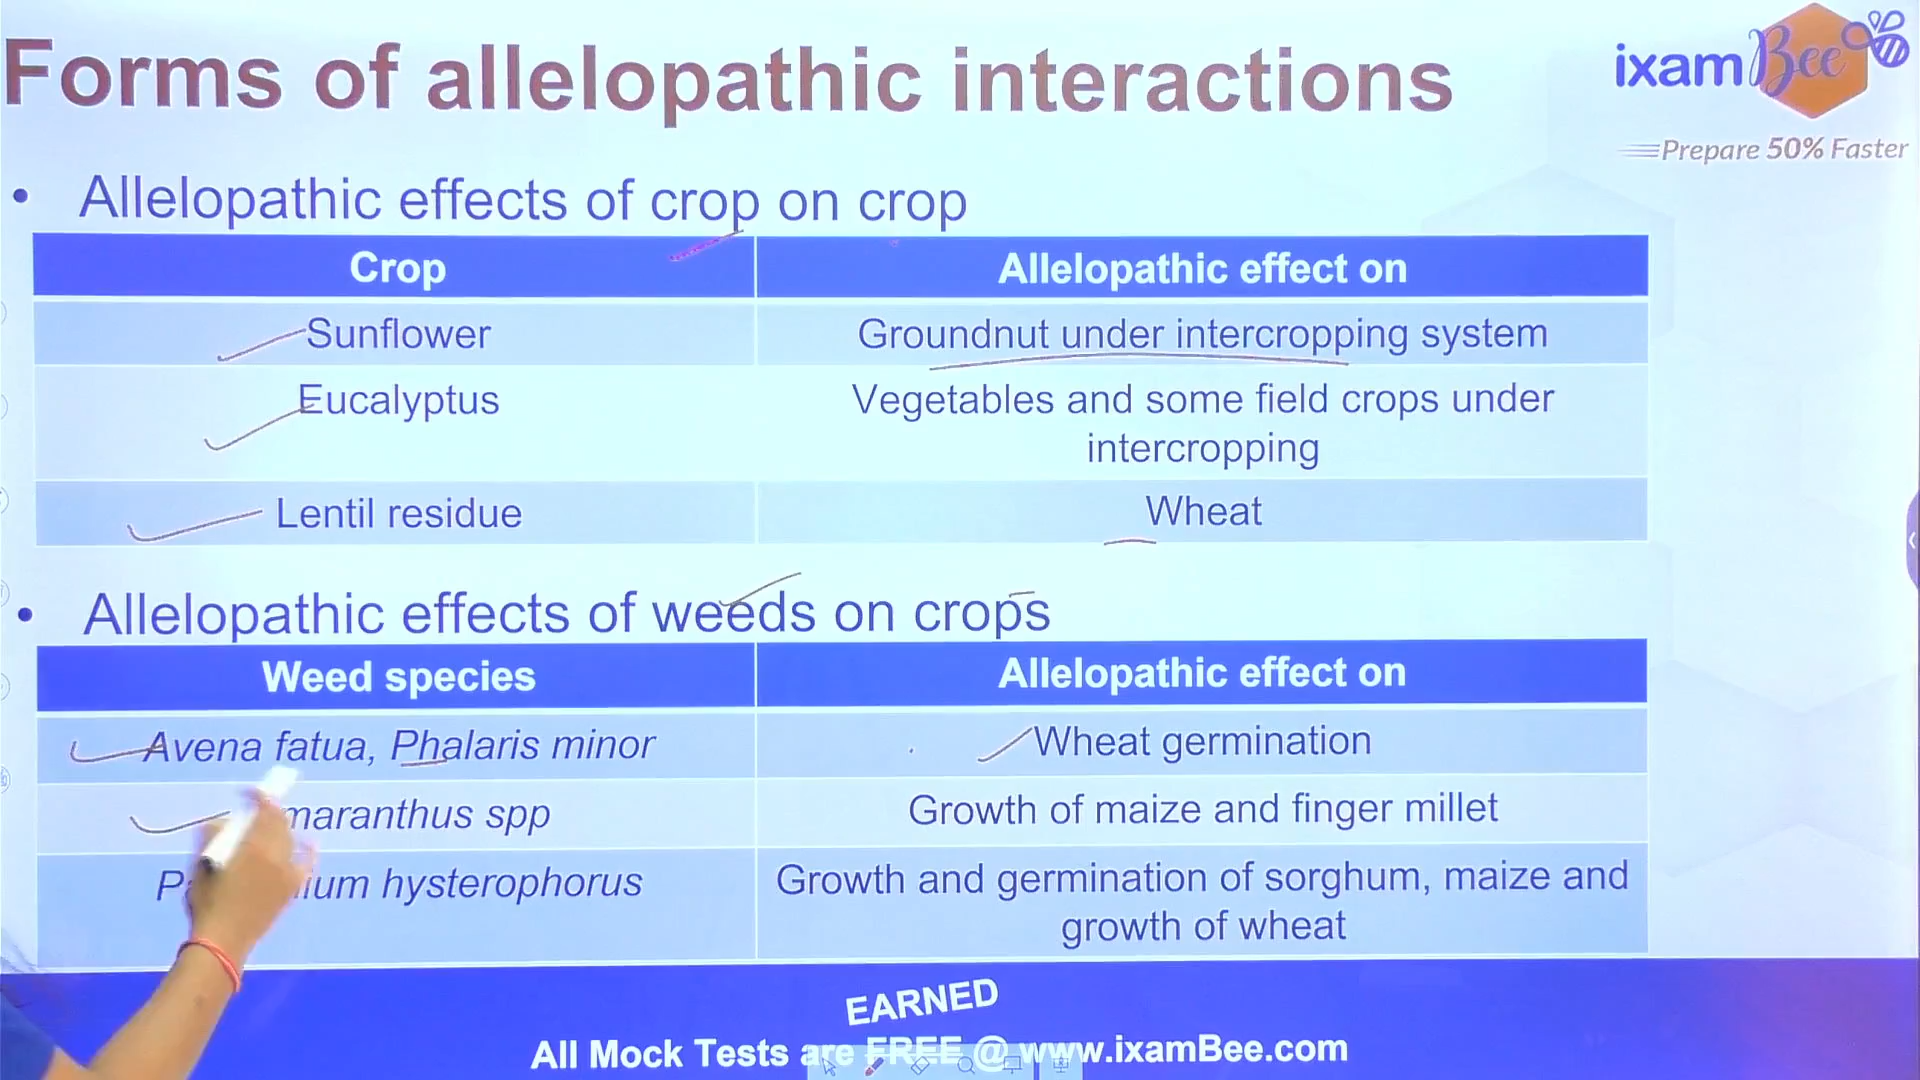 Forms of allelopathic interactions
ixamBee
Prepare 50% Faster
• Allelopathic effects of crop on crop
Crop Allelopathic effect on
Sunflower Groundnut under intercropping system
Eucalyptus Vegetables and some field crops under
intercropping
Lentil residue Wheat
• Allelopathic effects of weeds on crops
Weed species Allelopathic effect on
Avena fatua, Phalaris minor Wheat germination
spp Growth of maize and finger millet
hysterophorus Growth and germination of sorghum, maize and
growth of wheat
EARNED
All Mock Tests are FREE @ www.ixamBee.com